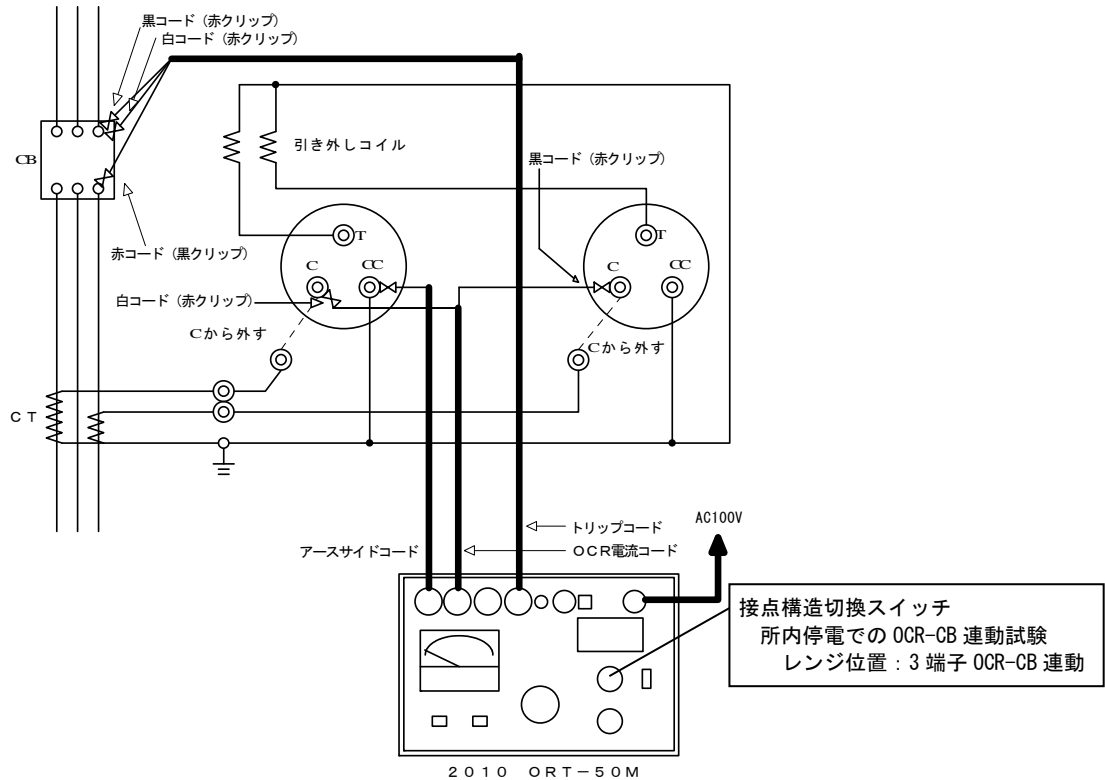 黒コード（赤クリップ）
白コード（赤クリップ）
引き外しコイル
黒コード（赤クリップ）
CB
赤コード（黒クリップ）
T
T
C
CC
C
CC
白コード（赤クリップ）
Cから外す
Cから外す
CT
トリップコード
AC100V
アースサイドコード
OCR電流コード
接点構造切換スイッチ
所内停電での OCR-CB 連動試験
レンジ位置：3 端子 OCR-CB 連動
2010 ORT－50M